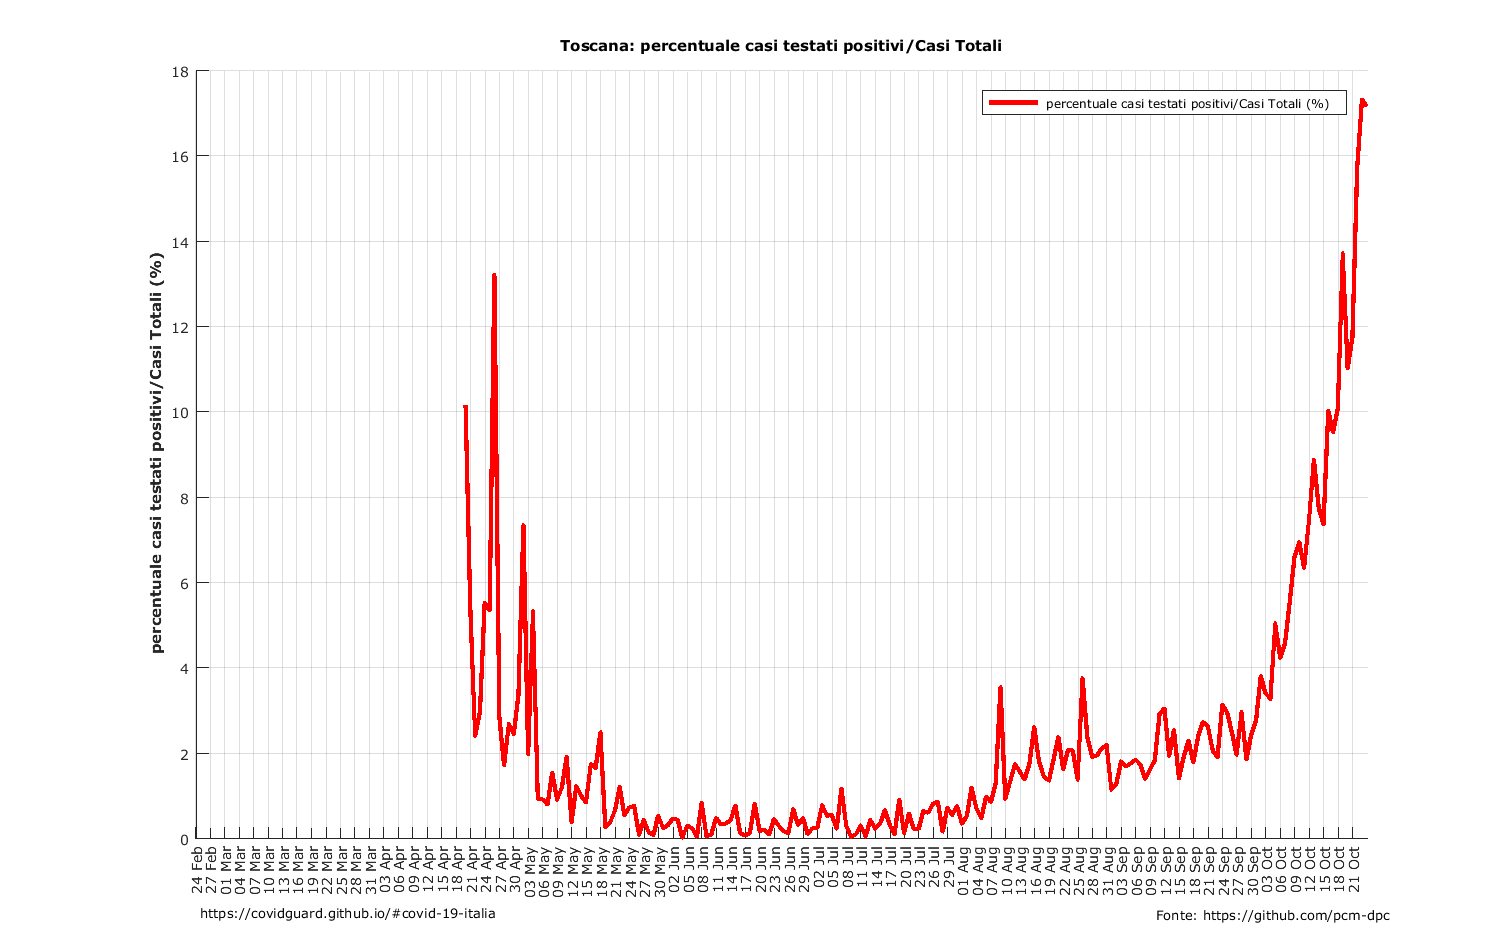 Toscana: percentuale casi testati positivi/Casi Totali
percentuale casi testati positivi/Casi Totali (%)
percentuale casi testati positivi/Casi Totali (%)
18
16
14
12
10
8
6
4
2
0
24 Feb
27 Feb
01 Mar
04 Mar
07 Mar
10 Mar
13 Mar
16 Mar
19 Mar
22 Mar
25 Mar
28 Mar
31 Mar
03 Apr
06 Apr
09 Apr
12 Apr
15 Apr
18 Apr
21 Apr
24 Apr
27 Apr
30 Apr
03 May
06 May
09 May
12 May
15 May
18 May
21 May
24 May
27 May
30 May
02 Jun
05 Jun
08 Jun
11 Jun
14 Jun
17 Jun
20 Jun
23 Jun
26 Jun
29 Jun
02 Jul
05 Jul
08 Jul
11 Jul
14 Jul
17 Jul
20 Jul
23 Jul
26 Jul
29 Jul
01 Aug
04 Aug
07 Aug
10 Aug
13 Aug
16 Aug
19 Aug
22 Aug
25 Aug
28 Aug
31 Aug
03 Sep
06 Sep
09 Sep
12 Sep
15 Sep
18 Sep
21 Sep
24 Sep
27 Sep
30 Sep
03 Oct
06 Oct
09 Oct
12 Oct
15 Oct
18 Oct
21 Oct
https://covidguard.github.io/#covid-19-italia
Fonte: https://github.com/pcm-dpc